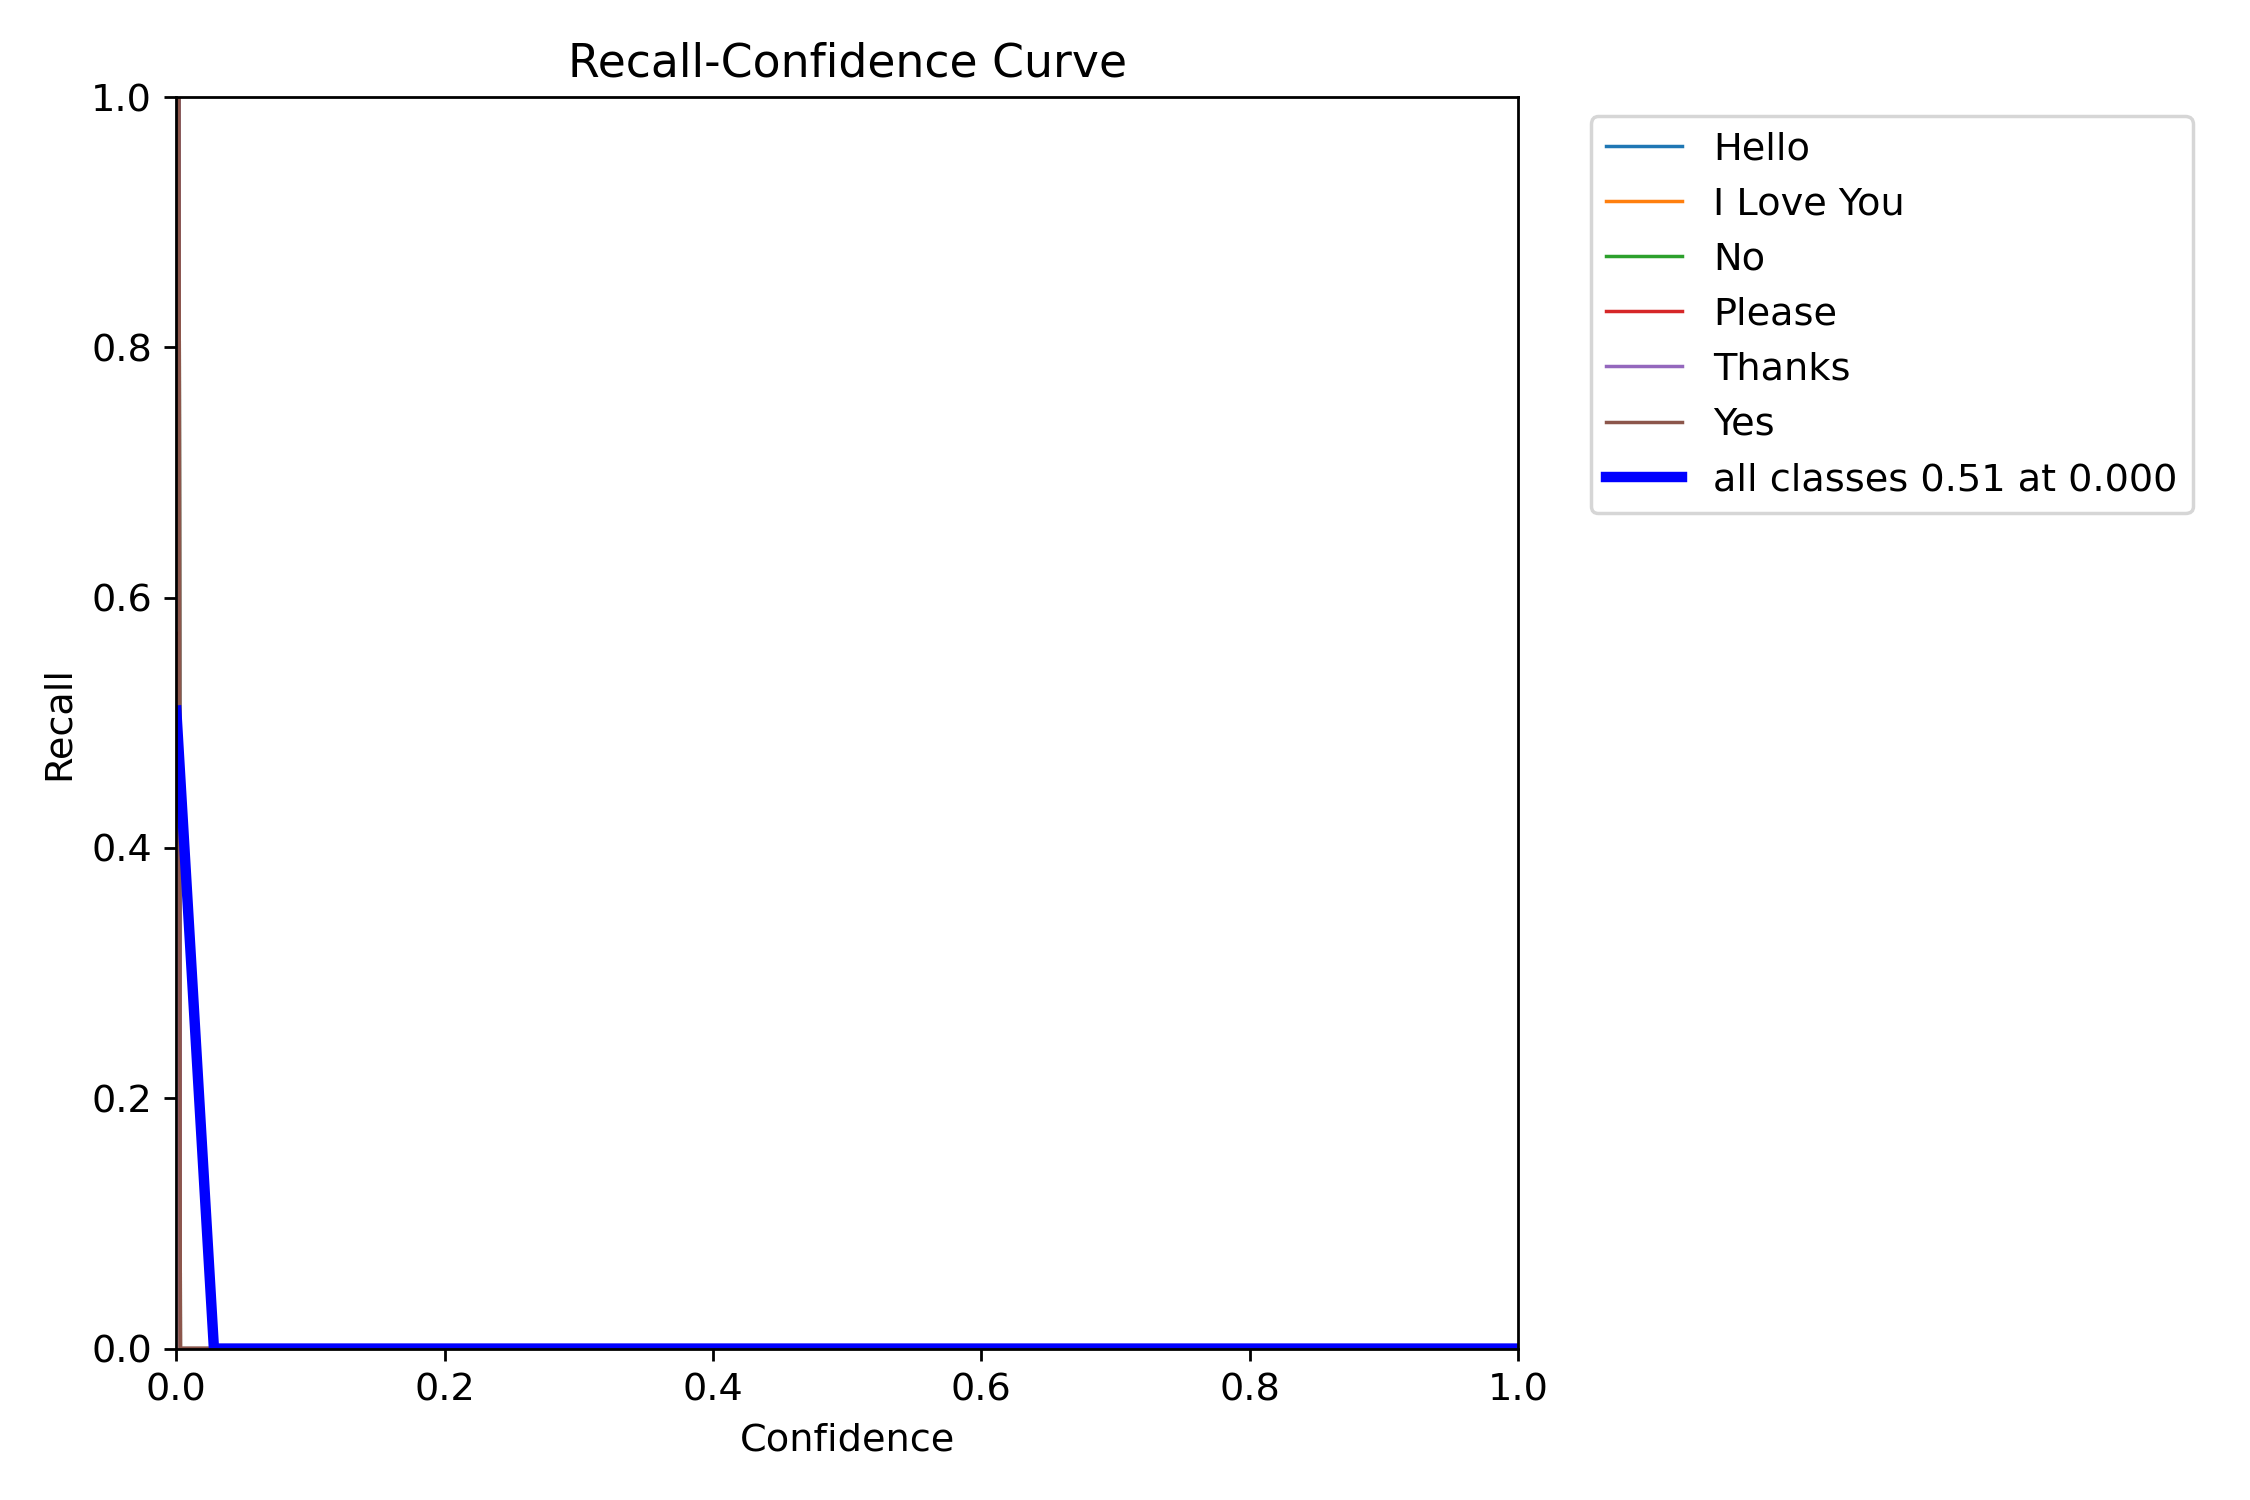 Recall-Confidence Curve
1.0
0.8
0.6
0.4
0.2
0.0
Recall
0.0 0.2 0.4 0.6 0.8 1.0
Confidence
Hello
I Love You
No
Please
Thanks
Yes
all classes 0.51 at 0.000